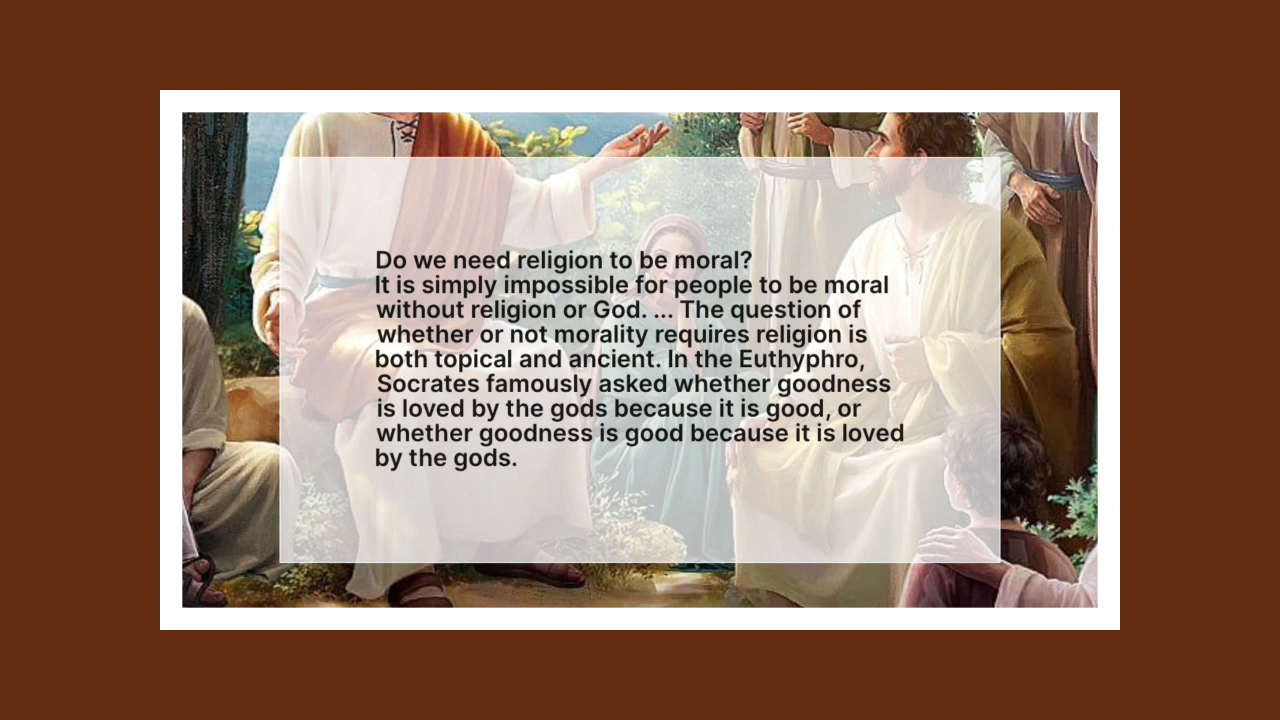 Do we need religion to be moral?
It is simply impossible for people to be moral
without religion or God. ... The question of
whether or not morality requires religion is
both topical and ancient. In the Euthyphro,
Socrates famously asked whether goodness
is loved by the gods because it is good, or
whether goodness is good because it is loved
by the gods.